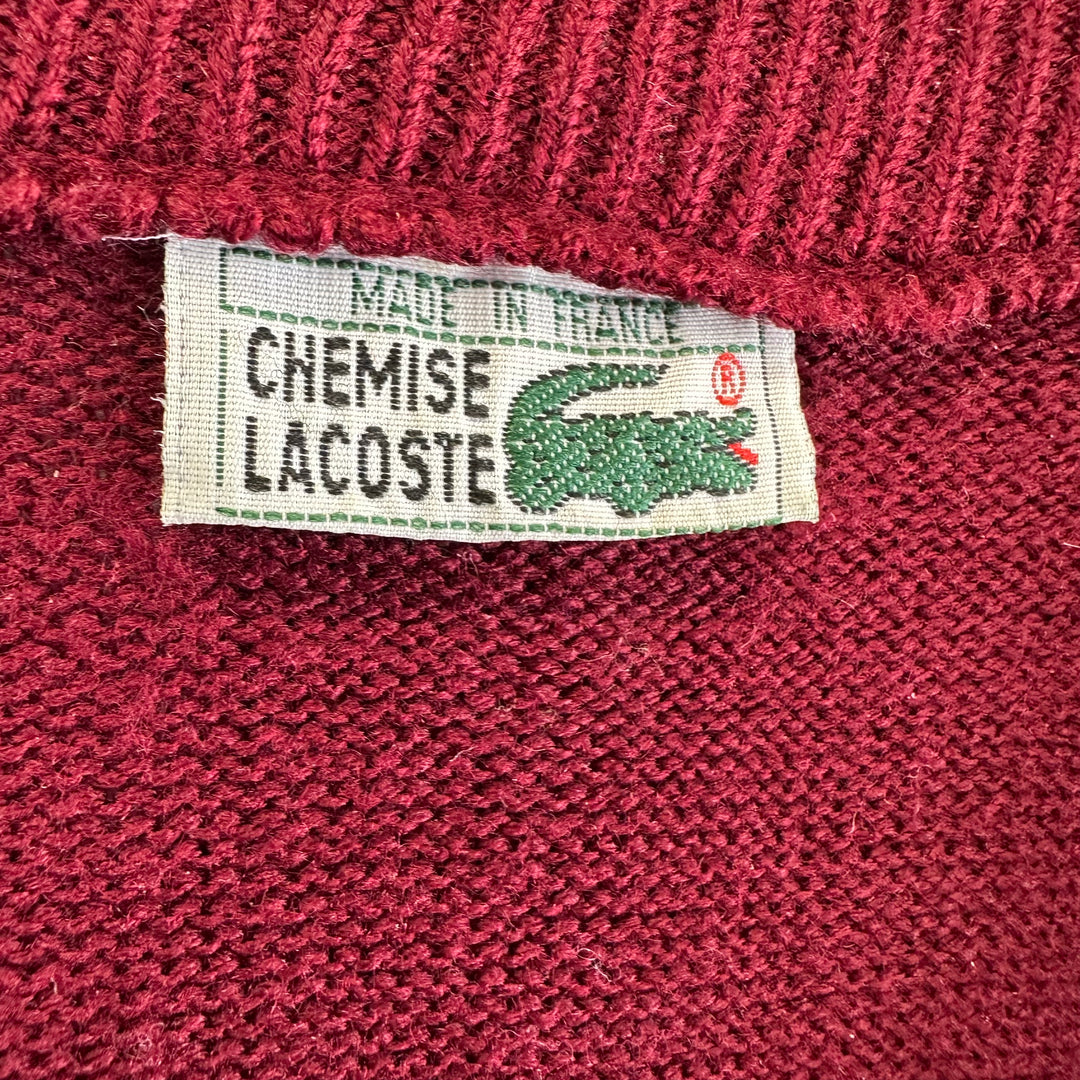 MADE IN FRANCE
CHEMISE
LACOSTE
®